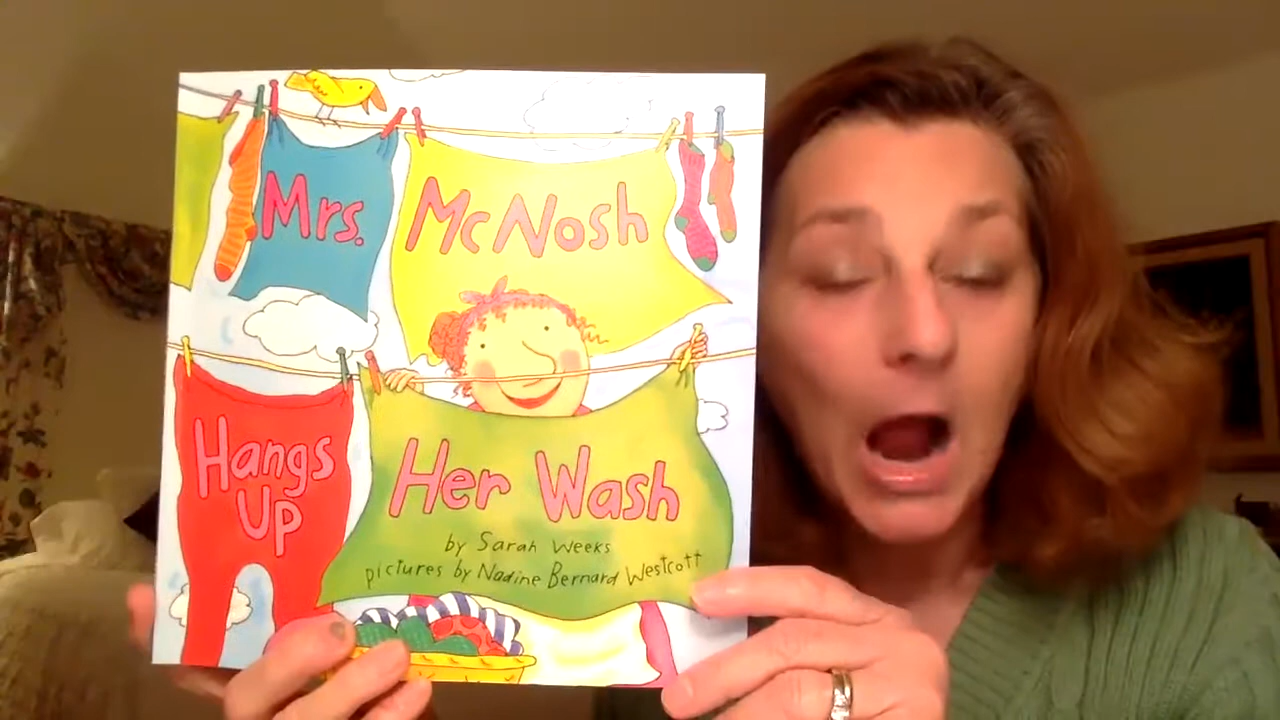 Mrs. McNosh
Hangs Up Her Wash
by Sarah Weeks
pictures by Nadine Bernard Westcott